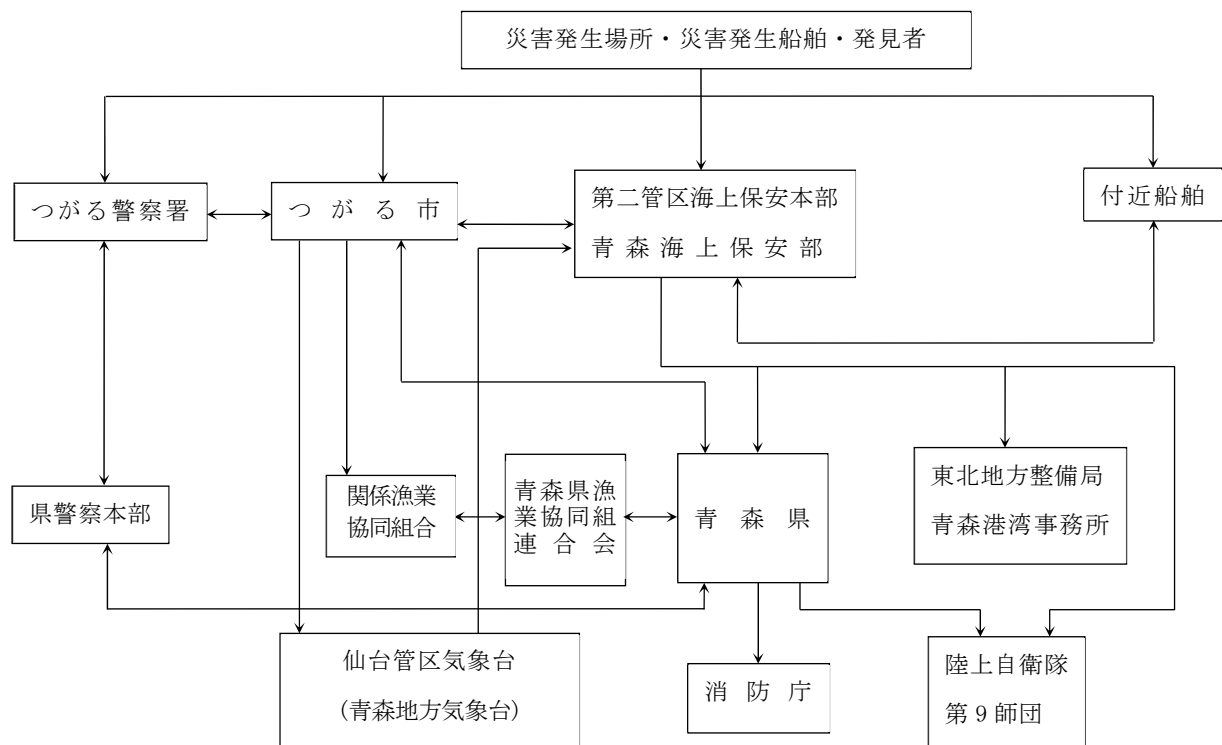 災害発生場所・災害発生船舶・発見者
つがる警察署
つがる市
第二管区海上保安本部
青森海上保安部
付近船舶
県警察本部
関係漁業
協同組合
青森県漁
業協同組
連合会
青森県
東北地方整備局
青森港湾事務所
仙台管区気象台
(青森地方気象台)
消防庁
陸上自衛隊
第9師団